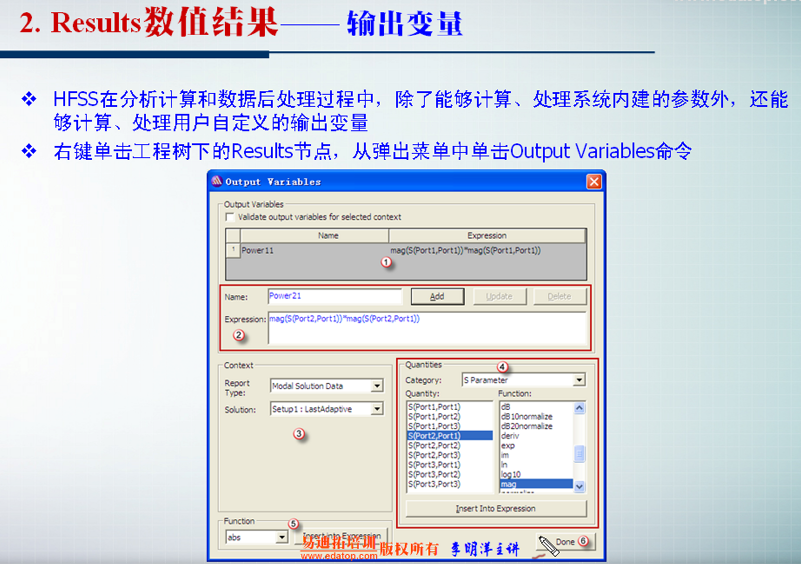 2. Results数值结果——输出变量
HFSS在分析计算和数据后处理过程中，除了能够计算、处理系统内建的参数外，还能
够计算、处理用户自定义的输出变量
右键单击工程树下的Results节点，从弹出菜单中单击Output Variables命令
Output Variables
Output Variables
Validate output variables for selected context
Name Expression
1 Power11 mag(S(Port1,Port1))*mag(S(Port1,Port1))
1
Name: Power21 Add Update Delete
Expression: mag(S(Port2,Port1))*mag(S(Port2,Port1))
2
Context
Report Type: Modal Solution Data
Solution: Setup1 : LastAdaptive
3
Quantities 4
Category: S Parameter
Quantity: Function:
S(Port1,Port1) dB
S(Port1,Port2) dB10normalize
S(Port1,Port3) dB20normalize
S(Port2,Port1) deriv
S(Port2,Port2) exp
S(Port2,Port3) im
S(Port3,Port1) ln
S(Port3,Port2) log10
S(Port3,Port3) mag
Insert Into Expression
Function 5
abs Insert Into Expression
Done 6
易迪拓培训 版权所有 李明洋主讲
www.edatop.com